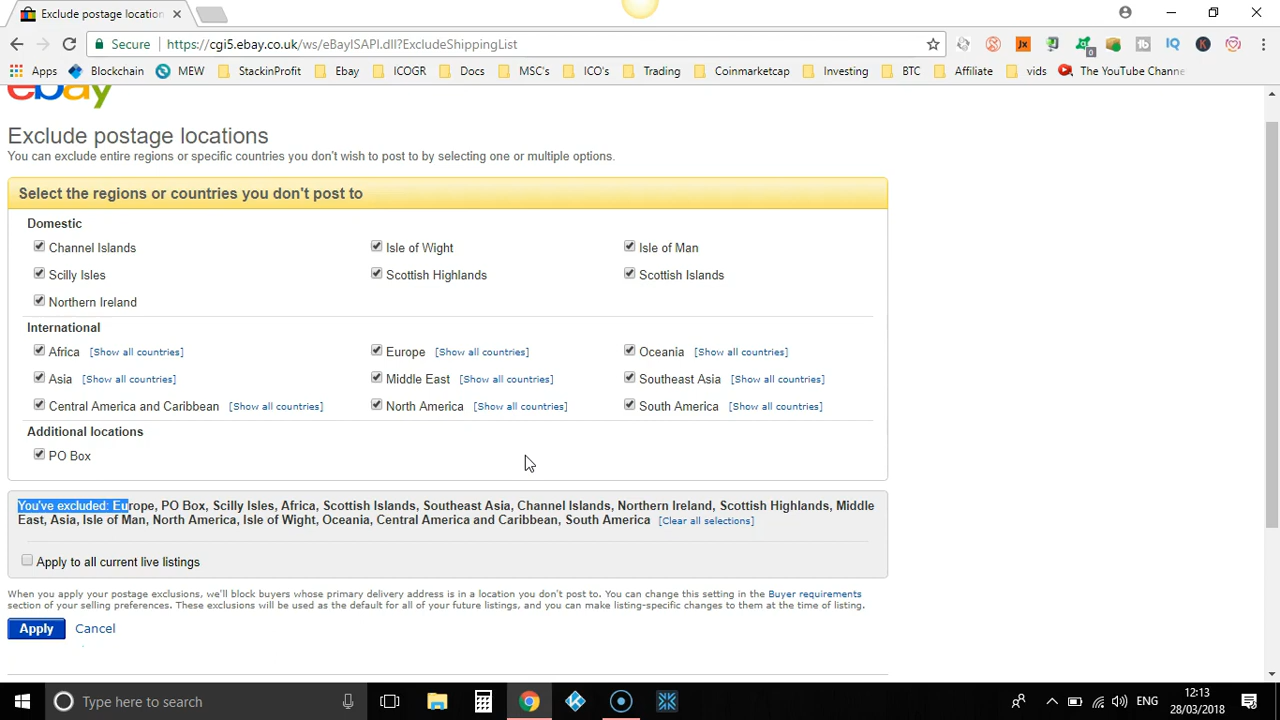 Exclude postage location
Secure https://cgi5.ebay.co.uk/ws/eBayISAPI.dll?ExcludeShippingList
Apps Blockchain MEW StackinProfit Ebay ICOGR Docs MSC's ICO's Trading Coinmarketcap Investing BTC Affiliate vids The YouTube Chann
ebay
Exclude postage locations
You can exclude entire regions or specific countries you don't wish to post to by selecting one or multiple options.
Select the regions or countries you don't post to
Domestic
Channel Islands Isle of Wight Isle of Man
Scilly Isles Scottish Highlands Scottish Islands
Northern Ireland
International
Africa [Show all countries] Europe [Show all countries] Oceania [Show all countries]
Asia [Show all countries] Middle East [Show all countries] Southeast Asia [Show all countries]
Central America and Caribbean [Show all countries] North America [Show all countries] South America [Show all countries]
Additional locations
PO Box
You've excluded: Europe, PO Box, Scilly Isles, Africa, Scottish Islands, Southeast Asia, Channel Islands, Northern Ireland, Scottish Highlands, Middle
East, Asia, Isle of Man, North America, Isle of Wight, Oceania, Central America and Caribbean, South America [Clear all selections]
Apply to all current live listings
When you apply your postage exclusions, we'll block buyers whose primary delivery address is in a location you don't post to. You can change this setting in the Buyer requirements
section of your selling preferences. These exclusions will be used as the default for all of your future listings, and you can make listing-specific changes to them at the time of listing.
Apply Cancel
Type here to search
ENG
12:13
28/03/2018